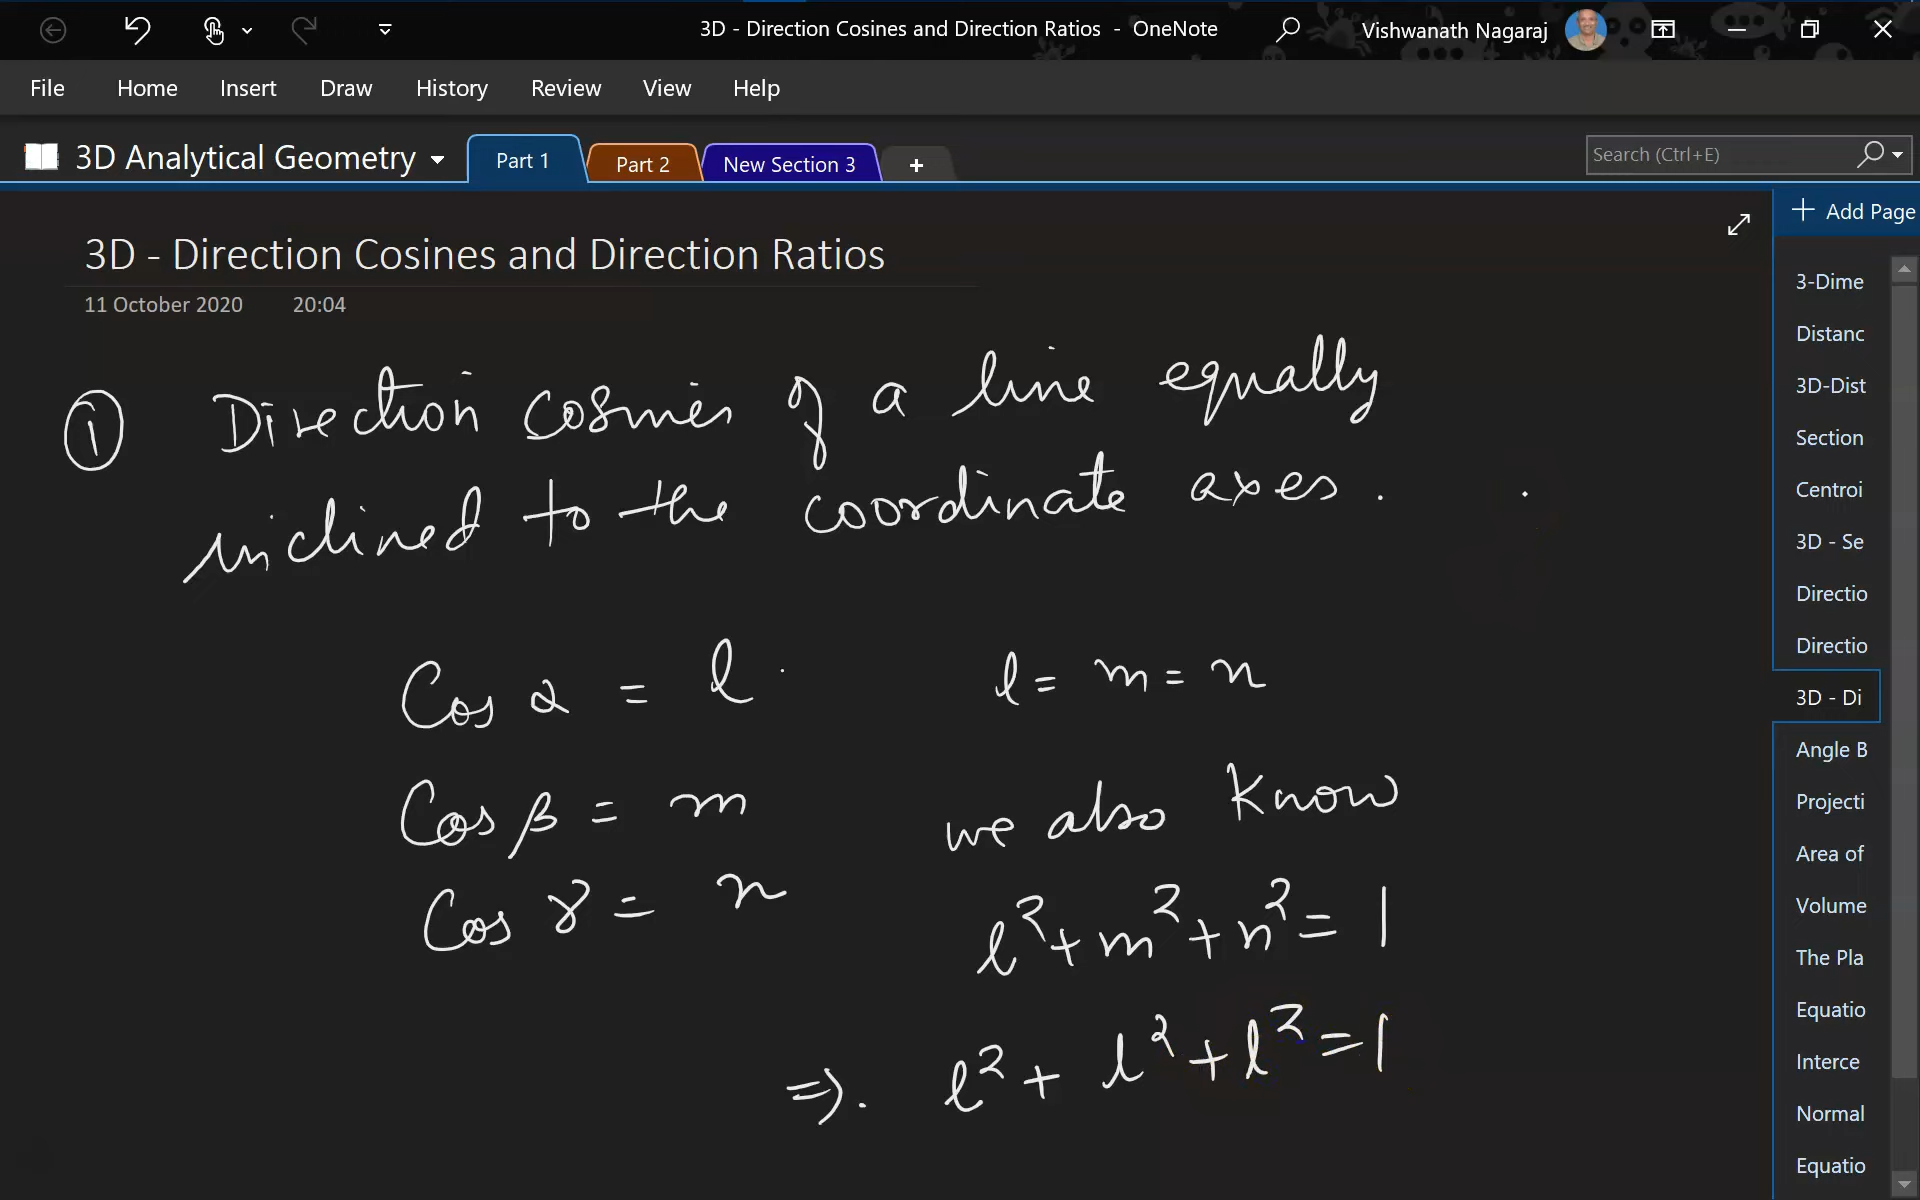 3D - Direction Cosines and Direction Ratios - OneNote
Vishwanath Nagaraj
File Home Insert Draw History Review View Help
3D Analytical Geometry Part 1 Part 2 New Section 3 +
Search (Ctrl+E)
Add Page
3D - Direction Cosines and Direction Ratios
11 October 2020 20:04
① Direction cosines of a line equally
inclined to the coordinate axes.
Cos α = l
l = m = n
Cos β = m
we also know
Cos γ = n
l² + m² + n² = 1
⇒ l² + l² + l² = 1
3-Dime
Distanc
3D-Dist
Section
Centroi
3D - Se
Directio
Directio
3D - Di
Angle B
Projecti
Area of
Volume
The Pla
Equatio
Interce
Normal
Equatio